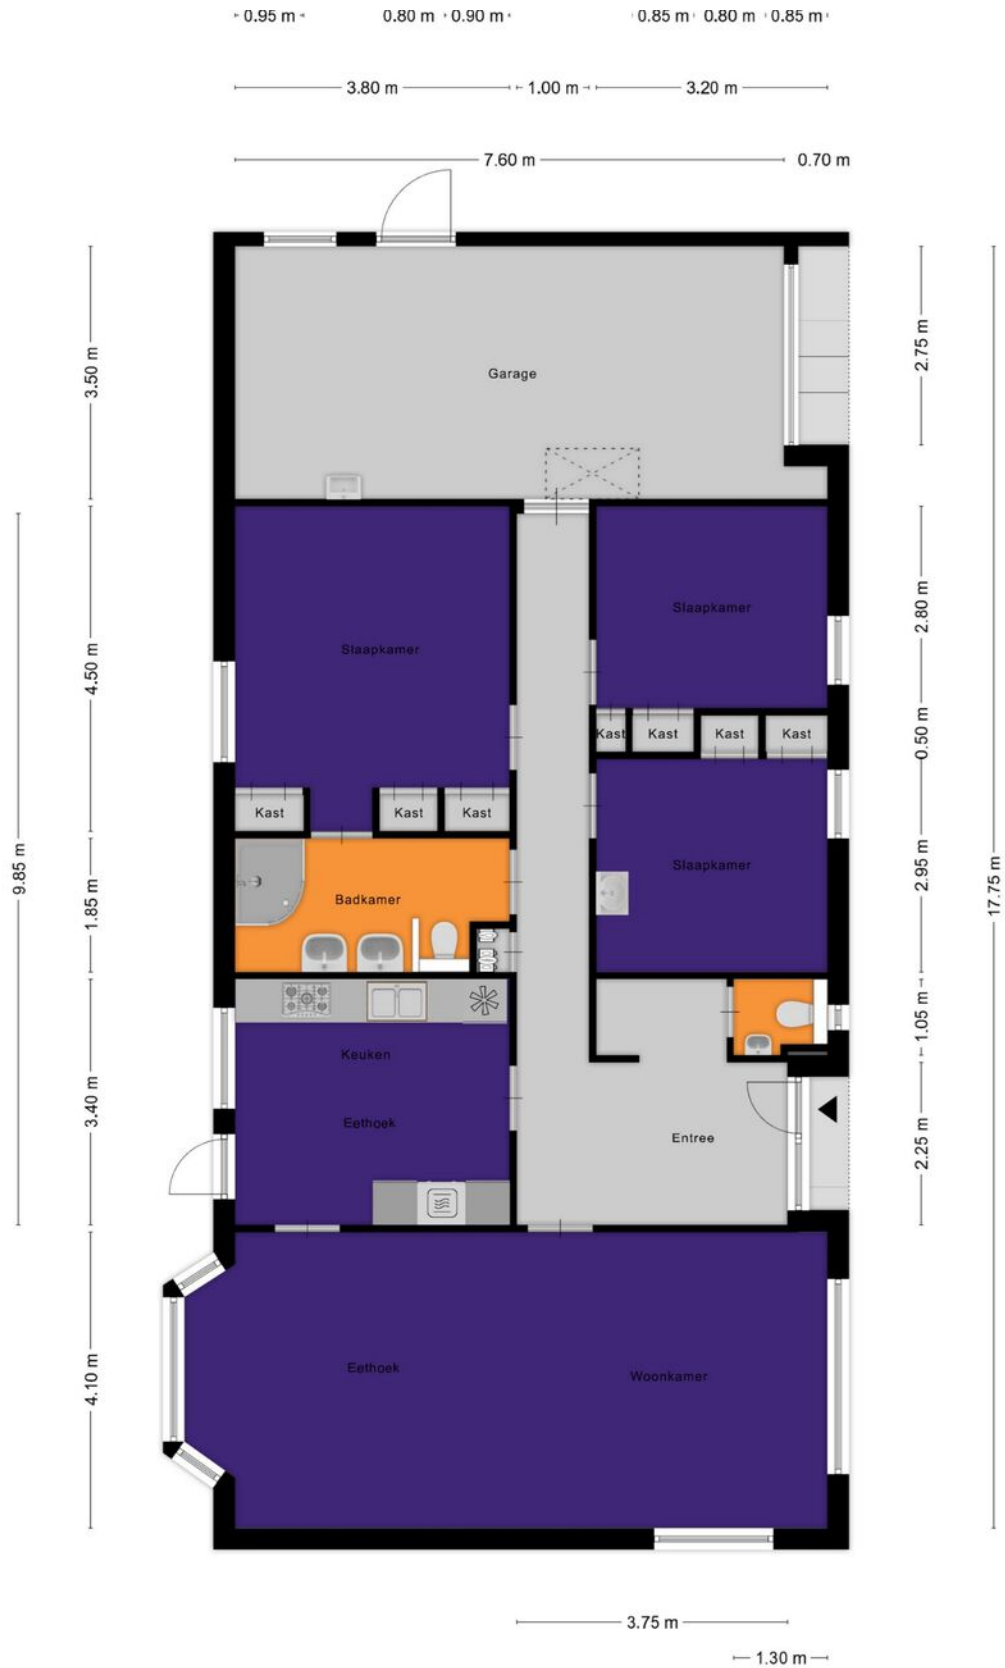 0.95 m 0.80 m 0.90 m 0.85 m 0.80 m 0.85 m
3.80 m 1.00 m 3.20 m
7.60 m 0.70 m
3.50 m
2.75 m
Garage
Slaapkamer
Slaapkamer
4.50 m
2.80 m
Kast Kast Kast Kast
0.50 m
Kast Kast Kast
9.85 m
17.75 m
Slaapkamer
Badkamer
1.85 m
2.95 m
1.05 m
Keuken
Eethoek
3.40 m
Entree
2.25 m
Eethoek
Woonkamer
4.10 m
3.75 m
1.30 m